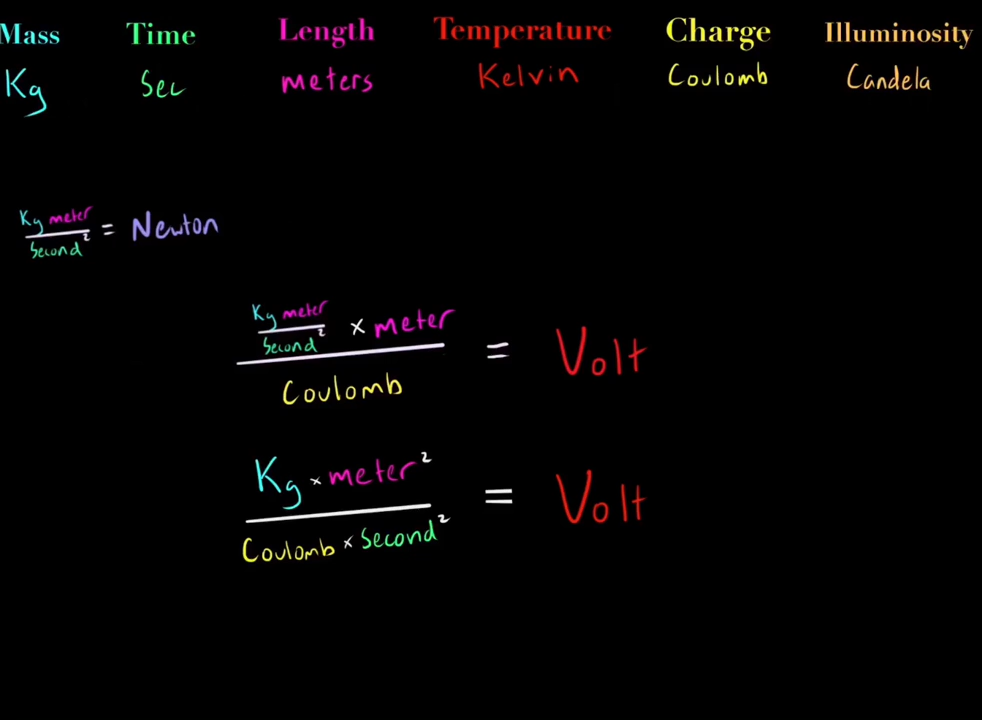 Mass Time Length Temperature Charge Illuminosity
Kg Sec meters Kelvin Coulomb Candela
Kg meter
Second² = Newton
Kg meter
Second² × meter
Coulomb = Volt
Kg × meter²
Coulomb × Second² = Volt